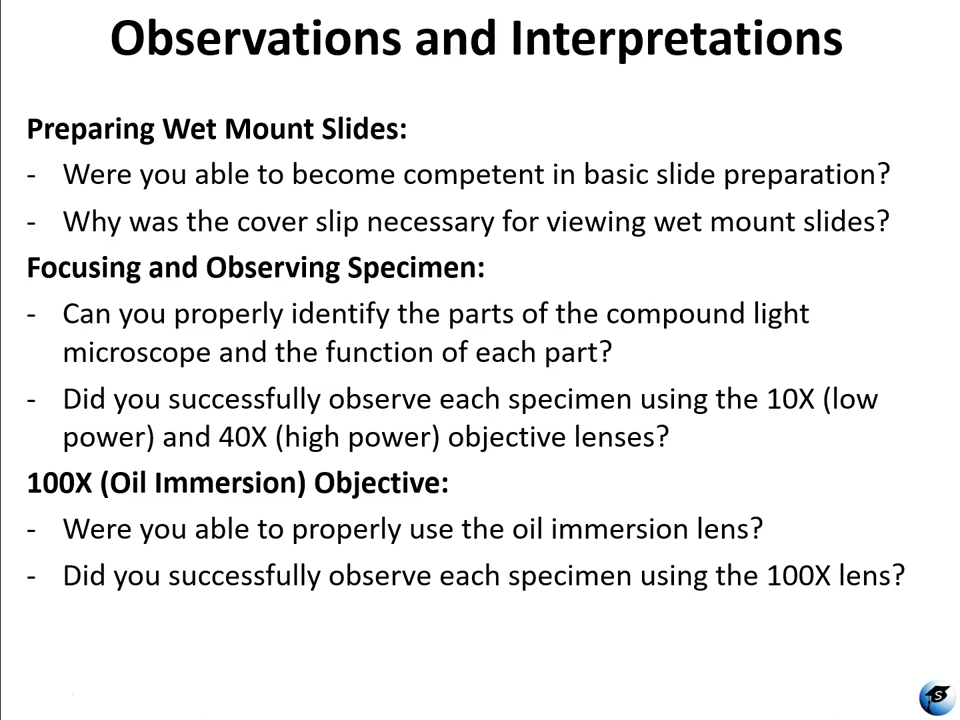 Observations and Interpretations
Preparing Wet Mount Slides:
- Were you able to become competent in basic slide preparation?
- Why was the cover slip necessary for viewing wet mount slides?
Focusing and Observing Specimen:
- Can you properly identify the parts of the compound light
microscope and the function of each part?
- Did you successfully observe each specimen using the 10X (low
power) and 40X (high power) objective lenses?
100X (Oil Immersion) Objective:
- Were you able to properly use the oil immersion lens?
- Did you successfully observe each specimen using the 100X lens?
S